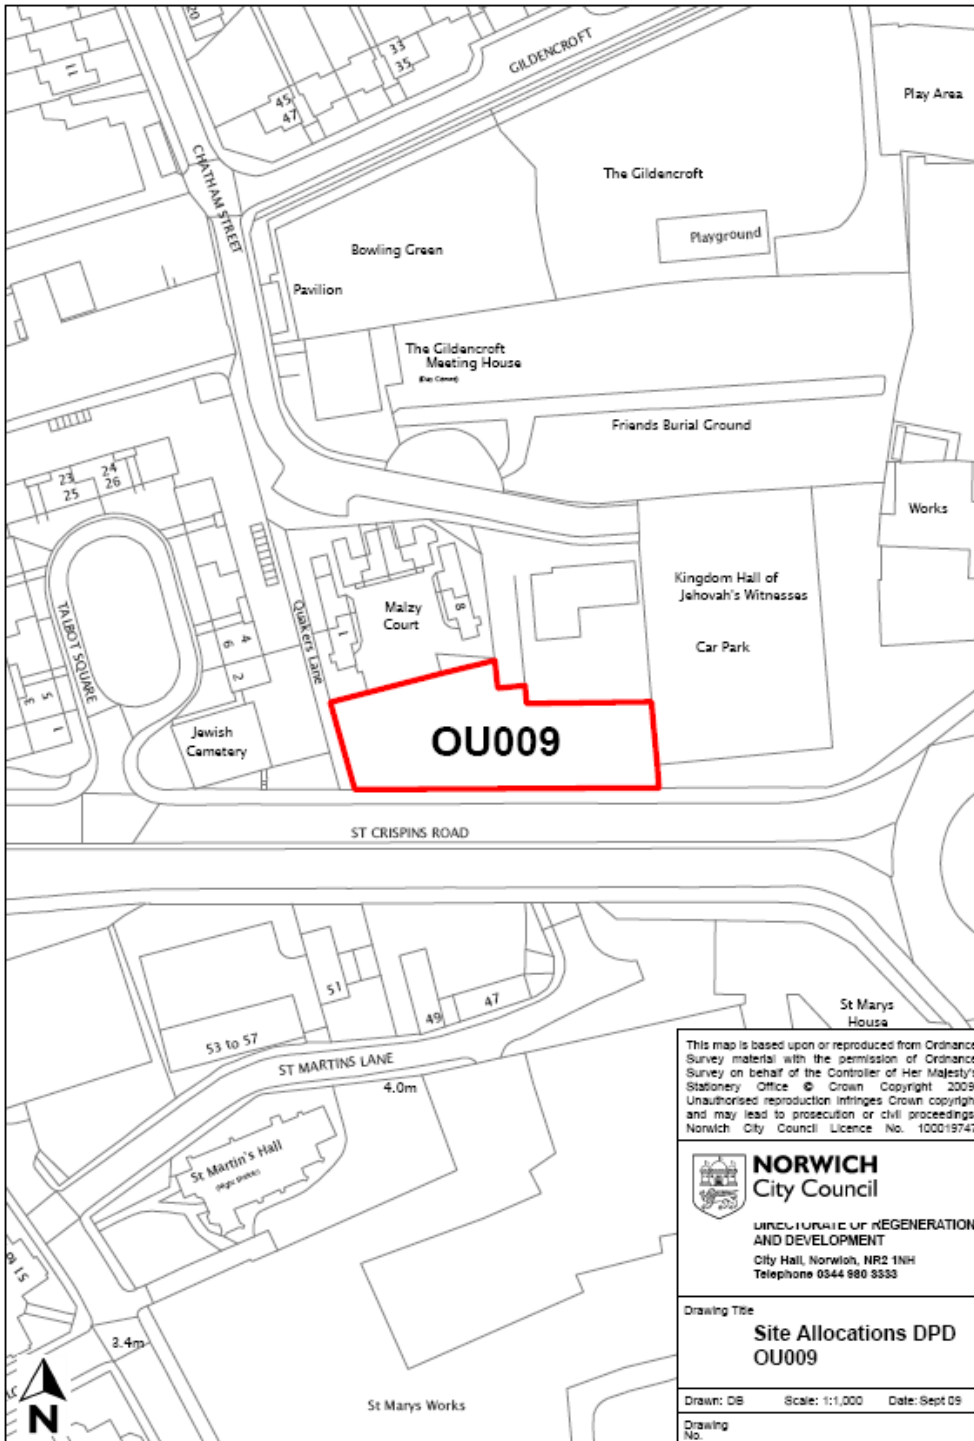 20
33
35
GILDENCROFT
11
45
47
Play Area
CHATHAM STREET
The Gildencroft
Playground
Bowling Green
Pavilion
The Gildencroft
Meeting House
Friends Burial Ground
23
24
25
26
Works
Kingdom Hall of
Jehovah's Witnesses
Car Park
Malzy
Court
8
1
Quakers Lane
TALBOT SQUARE
4
6
2
5
3
1
Jewish
Cemetery
OU009
ST CRISPINS ROAD
51
49
47
53 to 57
ST MARTINS LANE
4.0m
St Marys
House
St Martin's Hall
3.4m
St Marys Works
N
This map is based upon or reproduced from Ordnance
Survey material with the permission of Ordnance
Survey on behalf of the Controller of Her Majesty's
Stationery Office © Crown Copyright 2009
Unauthorised reproduction infringes Crown copyrigh
and may lead to prosecution or civil proceedings
Norwich City Council Licence No. 100019747
NORWICH
City Council
DIRECTORATE OF REGENERATION
AND DEVELOPMENT
City Hall, Norwich, NR2 1NH
Telephone 0344 980 3333
Drawing Title
Site Allocations DPD
OU009
Drawn: DB Scale: 1:1,000 Date: Sept 09
Drawing
No.